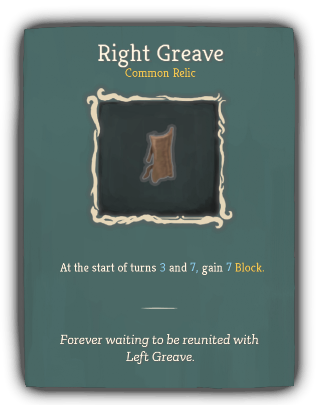 Right Greave
Common Relic
At the start of turns 3 and 7, gain 7 Block.
Forever waiting to be reunited with
Left Greave.